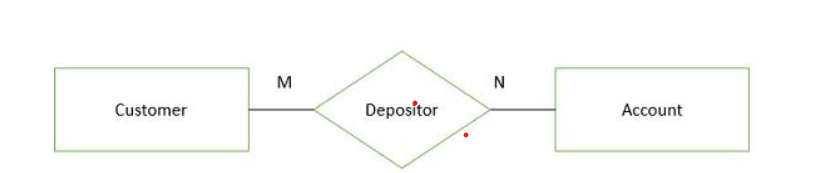 M
N
Customer
Depositor
Account